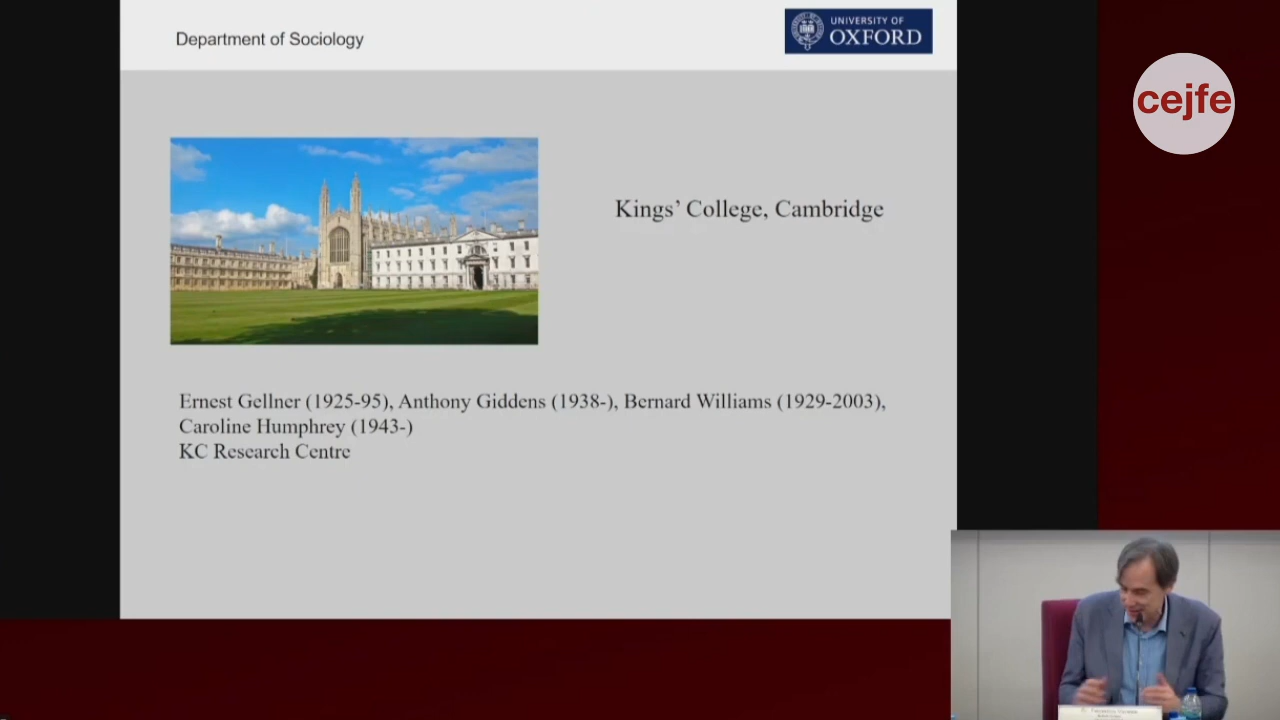 Department of Sociology
UNIVERSITY OF
OXFORD
cejfe
Kings’ College, Cambridge
Ernest Gellner (1925-95), Anthony Giddens (1938-), Bernard Williams (1929-2003),
Caroline Humphrey (1943-)
KC Research Centre